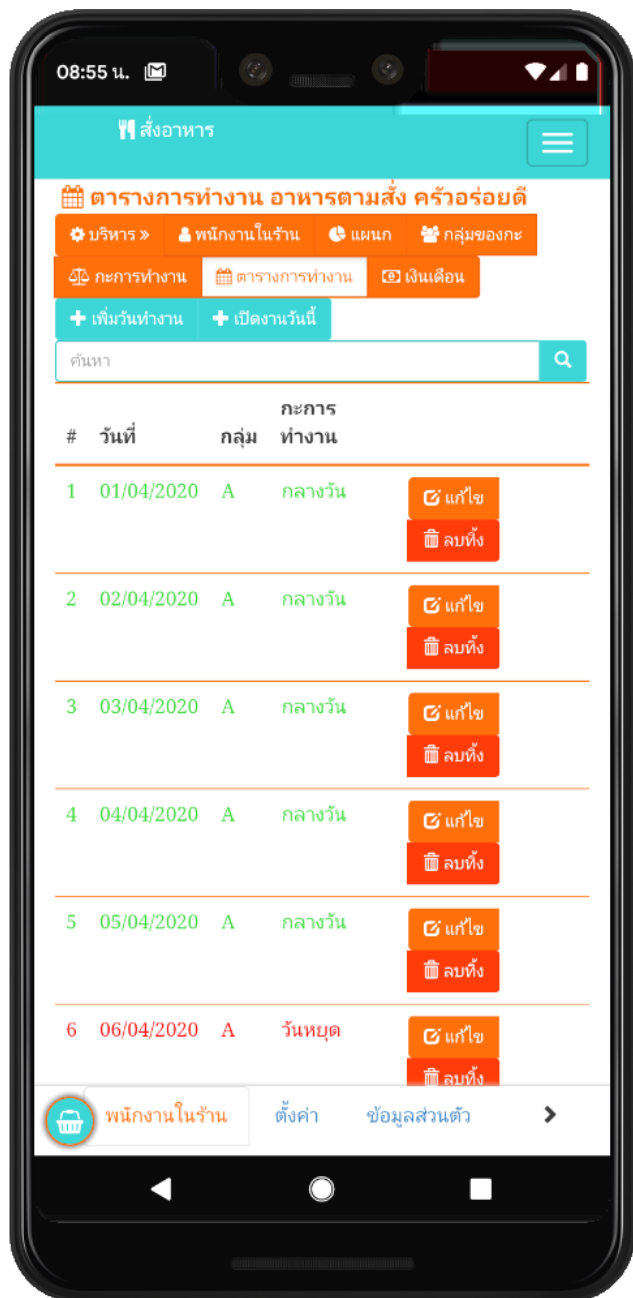 08:55 น.
สั่งอาหาร
ตารางการทำงาน อาหารตามสั่ง ครัวอร่อยดี
บริหาร » พนักงานในร้าน แผนก กลุ่มของกะ
กะการทำงาน ตารางการทำงาน เงินเดือน
เพิ่มวันทำงาน เปิดงานวันนี้
ค้นหา
# วันที่ กลุ่ม กะการ
ทำงาน
1 01/04/2020 A กลางวัน แก้ไข
ลบทิ้ง
2 02/04/2020 A กลางวัน แก้ไข
ลบทิ้ง
3 03/04/2020 A กลางวัน แก้ไข
ลบทิ้ง
4 04/04/2020 A กลางวัน แก้ไข
ลบทิ้ง
5 05/04/2020 A กลางวัน แก้ไข
ลบทิ้ง
6 06/04/2020 A วันหยุด แก้ไข
ลบทิ้ง
พนักงานในร้าน ตั้งค่า ข้อมูลส่วนตัว